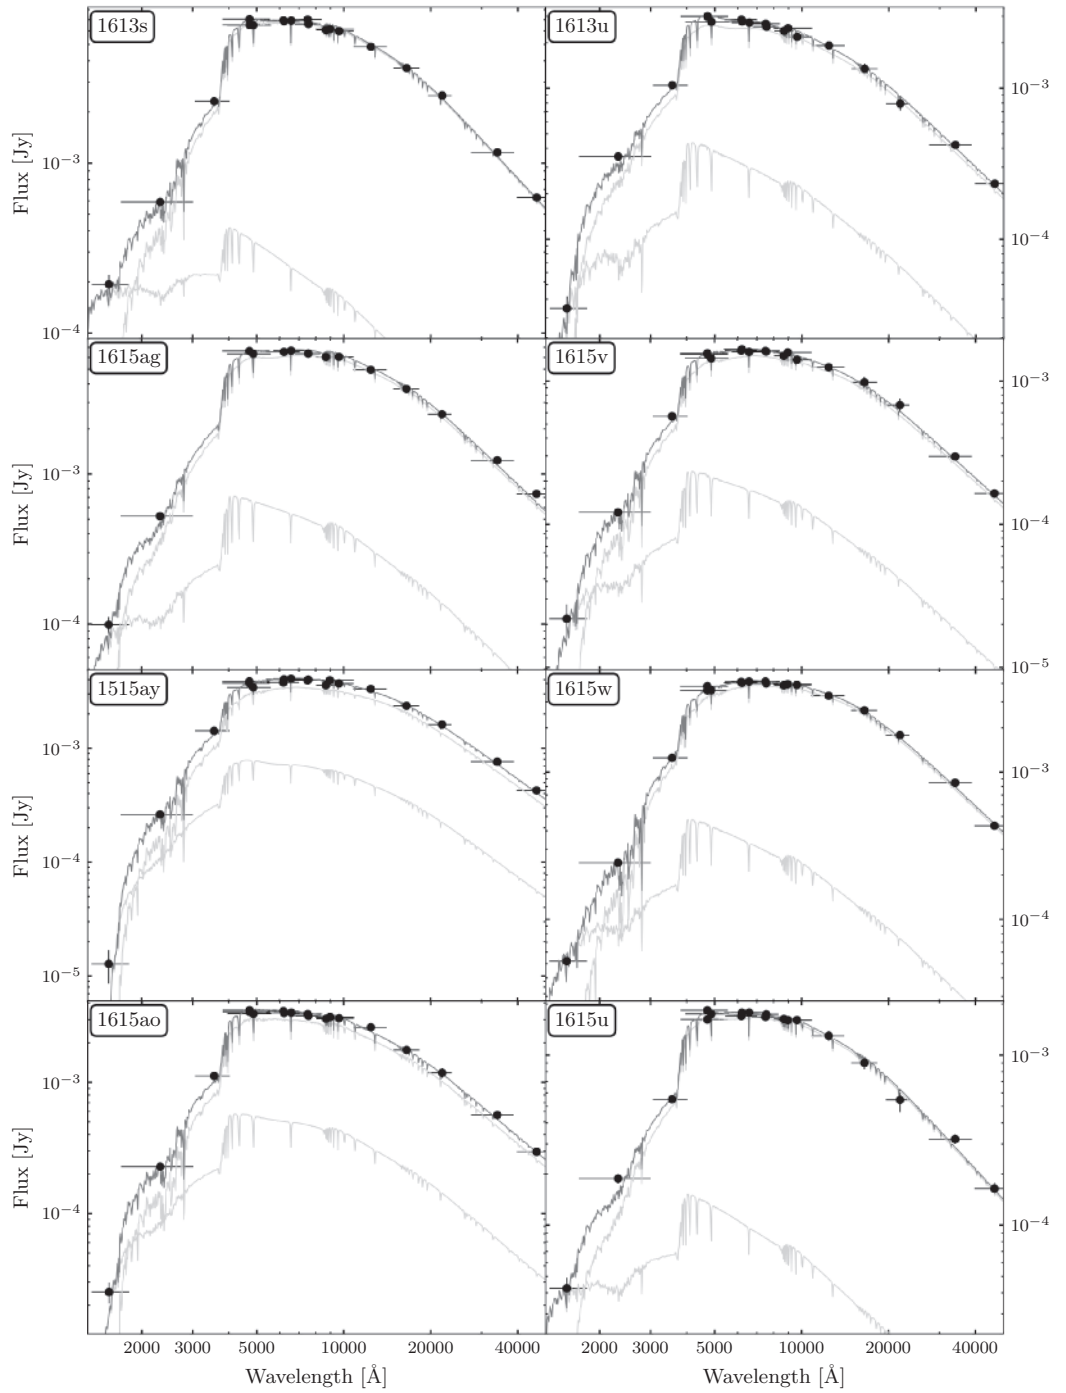 1613s
1613u
Flux [Jy]
10⁻³
10⁻⁴
10⁻³
10⁻⁴
1615ag
1615v
Flux [Jy]
10⁻³
10⁻⁴
10⁻³
10⁻⁴
10⁻⁵
1515ay
1615w
Flux [Jy]
10⁻³
10⁻⁴
10⁻⁵
10⁻³
10⁻⁴
1615ao
1615u
Flux [Jy]
10⁻³
10⁻⁴
10⁻³
10⁻⁴
2000 3000 5000 10000 20000 40000 2000 3000 5000 10000 20000 40000
Wavelength [Å] Wavelength [Å]